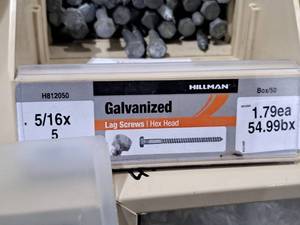 HILLMAN
H812050
Box/50
Galvanized
Lag Screws | Hex Head
5/16x
5
1.79ea
54.99bx